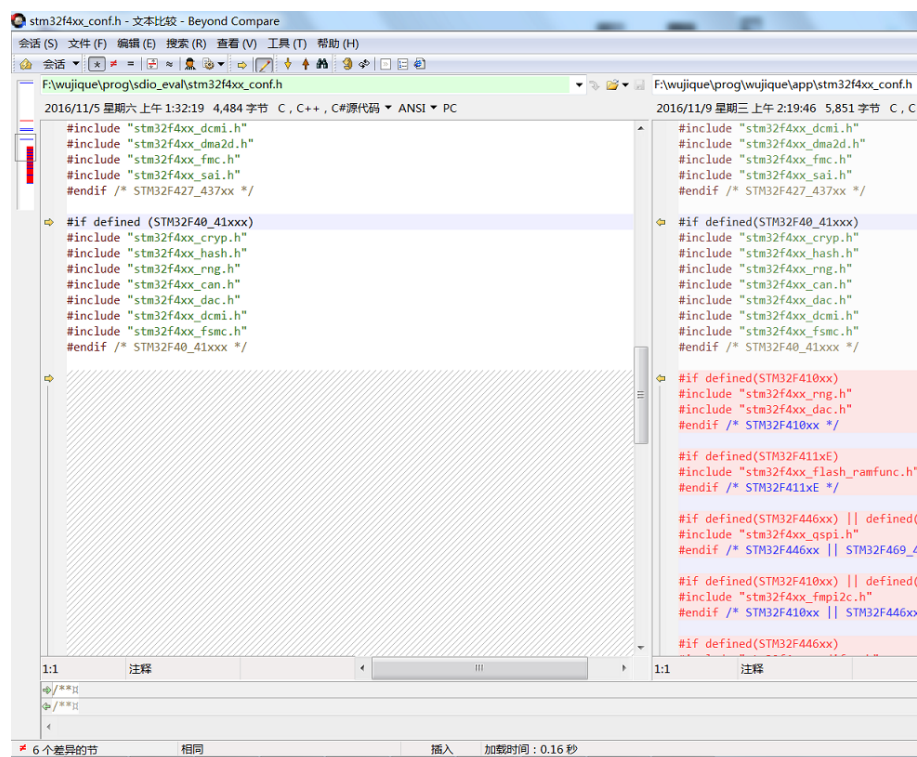 stm32f4xx_conf.h - 文本比较 - Beyond Compare
会话 (S) 文件 (F) 编辑 (E) 搜索 (R) 查看 (V) 工具 (T) 帮助 (H)
会话
F:\wujique\prog\sdio_eval\stm32f4xx_conf.h
2016/11/5 星期六 上午 1:32:19 4,484 字节 C，C++，C#源代码 ANSI PC
#include "stm32f4xx_dcmi.h"
#include "stm32f4xx_dma2d.h"
#include "stm32f4xx_fmc.h"
#include "stm32f4xx_sai.h"
#endif /* STM32F427_437xx */
#if defined (STM32F40_41xxx)
#include "stm32f4xx_cryp.h"
#include "stm32f4xx_hash.h"
#include "stm32f4xx_rng.h"
#include "stm32f4xx_can.h"
#include "stm32f4xx_dac.h"
#include "stm32f4xx_dcmi.h"
#include "stm32f4xx_fsmc.h"
#endif /* STM32F40_41xxx */
1:1 注释
F:\wujique\prog\wujique\app\stm32f4xx_conf.h
2016/11/9 星期三 上午 2:19:46 5,851 字节 C，C
#include "stm32f4xx_dcmi.h"
#include "stm32f4xx_dma2d.h"
#include "stm32f4xx_fmc.h"
#include "stm32f4xx_sai.h"
#endif /* STM32F427_437xx */
#if defined(STM32F40_41xxx)
#include "stm32f4xx_cryp.h"
#include "stm32f4xx_hash.h"
#include "stm32f4xx_rng.h"
#include "stm32f4xx_can.h"
#include "stm32f4xx_dac.h"
#include "stm32f4xx_dcmi.h"
#include "stm32f4xx_fsmc.h"
#endif /* STM32F40_41xxx */
#if defined(STM32F410xx)
#include "stm32f4xx_rng.h"
#include "stm32f4xx_dac.h"
#endif /* STM32F410xx */
#if defined(STM32F411xE)
#include "stm32f4xx_flash_ramfunc.h"
#endif /* STM32F411xE */
#if defined(STM32F446xx) || defined(
#include "stm32f4xx_qspi.h"
#endif /* STM32F446xx || STM32F469_4
#if defined(STM32F410xx) || defined(
#include "stm32f4xx_fmpi2c.h"
#endif /* STM32F410xx || STM32F446xx
#if defined(STM32F446xx)
1:1 注释
/**¤
/**¤
6 个差异的节 相同 插入 加载时间：0.16 秒